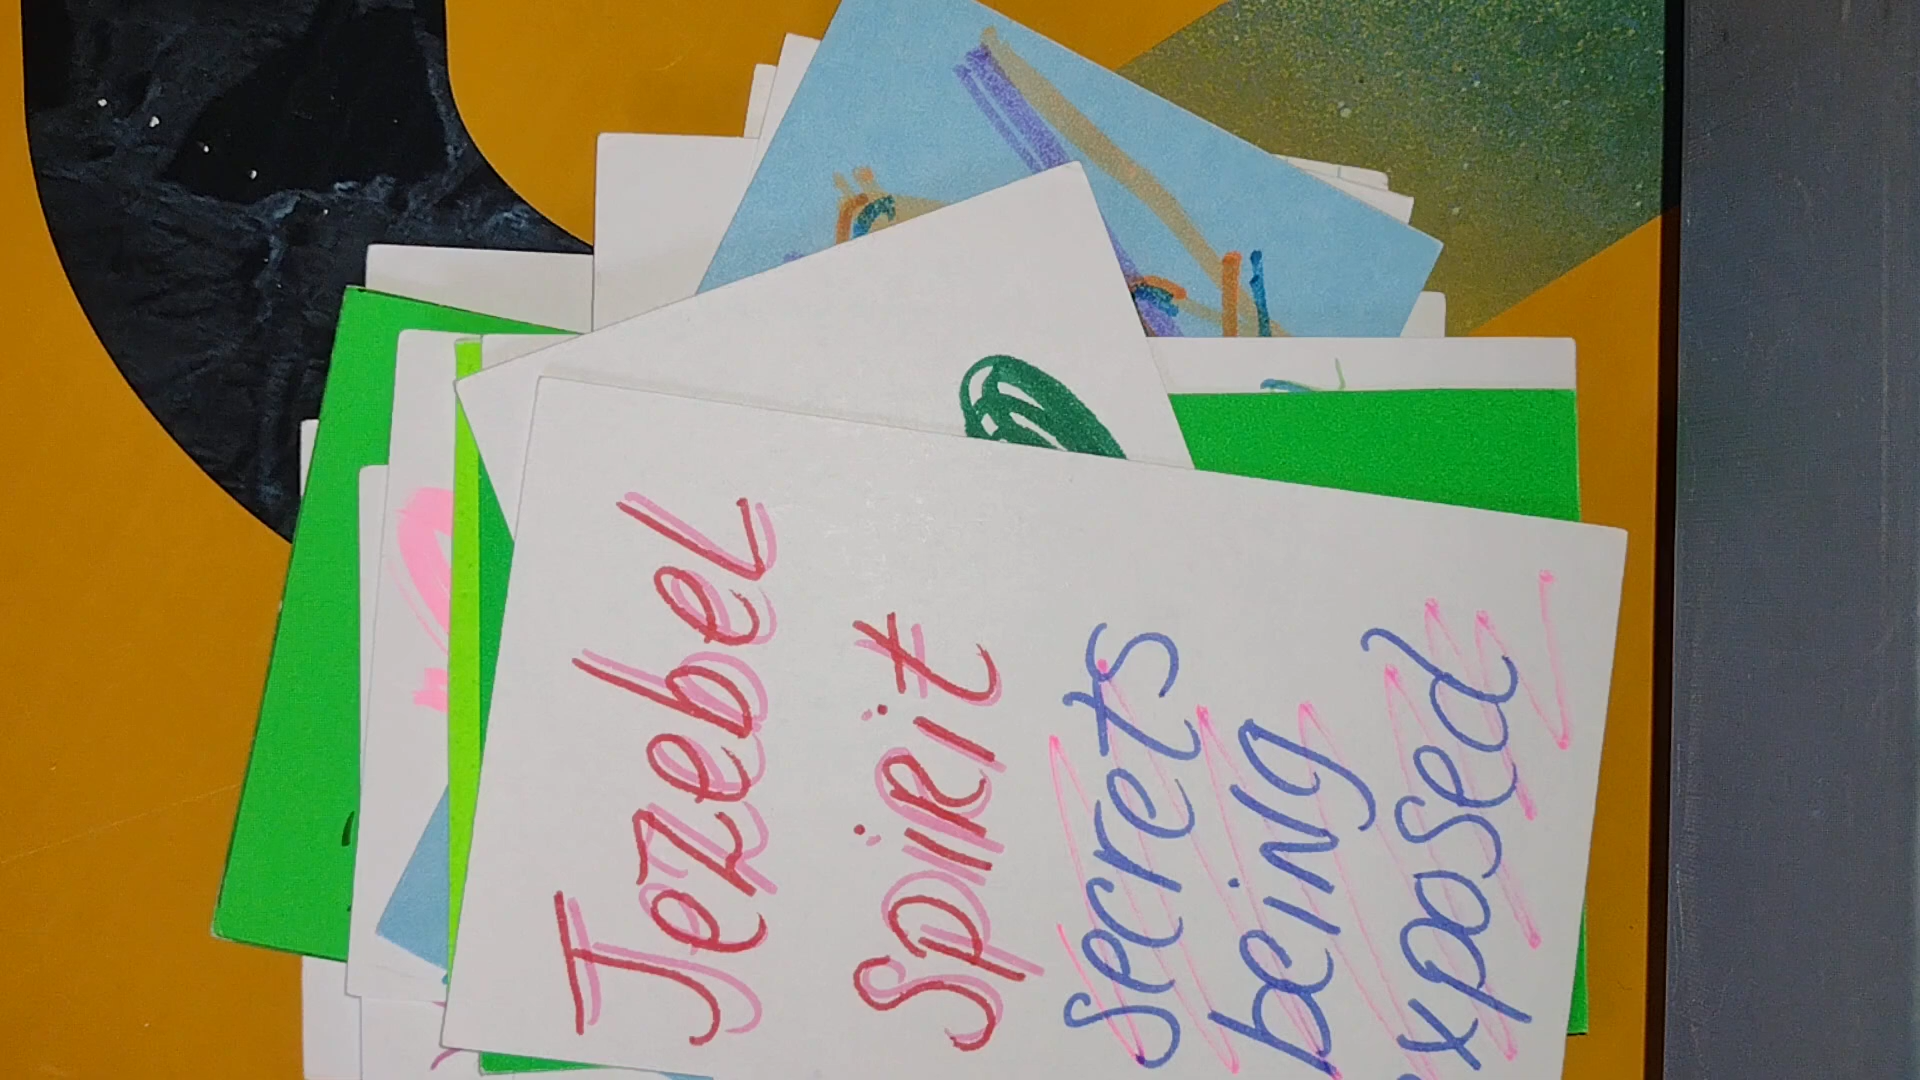 Jezebel
Spirit
secrets
being
exposed